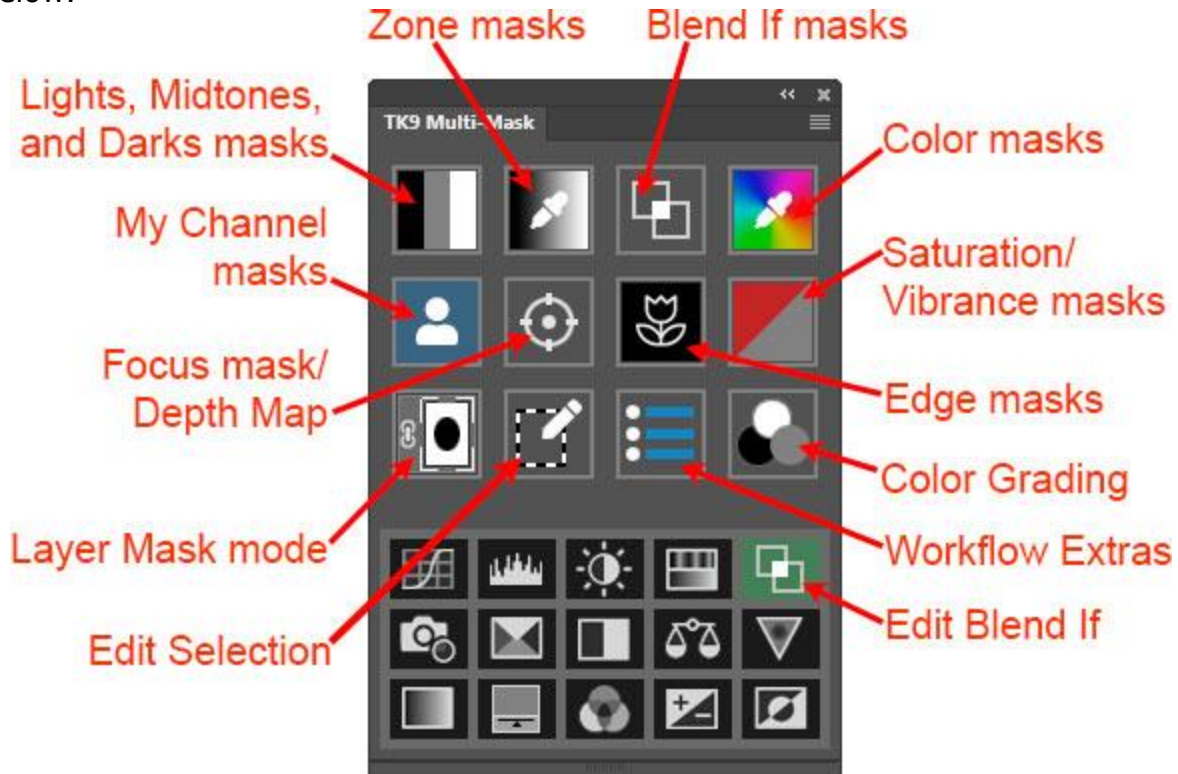 Zone masks
Blend If masks
Lights, Midtones,
and Darks masks
TK9 Multi-Mask
Color masks
My Channel
masks
Saturation/
Vibrance masks
Focus mask/
Depth Map
Edge masks
Color Grading
Layer Mask mode
Workflow Extras
Edit Selection
Edit Blend If